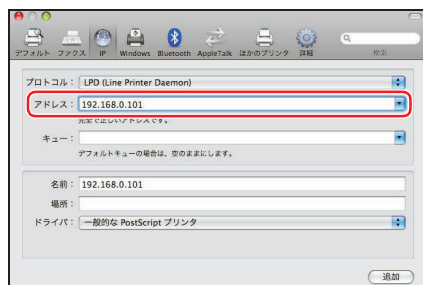 デフォルト ファクス IP Windows Bluetooth AppleTalk ほかのプリンタ 詳細 検索
プロトコル： LPD (Line Printer Daemon)
アドレス： 192.168.0.101
完全で正しいアドレスです。
キュー：
デフォルトキューの場合は、空のままにします。
名前： 192.168.0.101
場所：
ドライバ： 一般的な PostScript プリンタ
追加